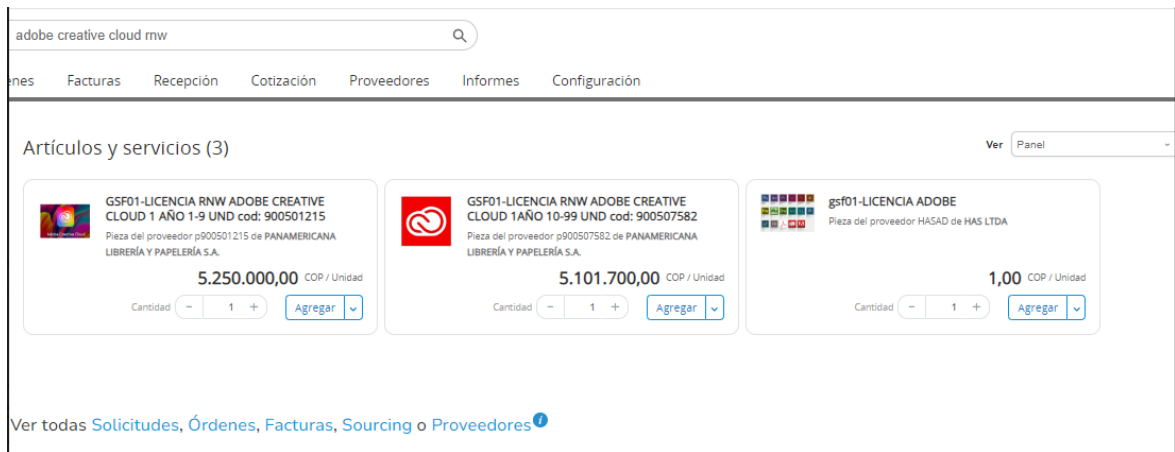 adobe creative cloud rnw
enes Facturas Recepción Cotización Proveedores Informes Configuración
Artículos y servicios (3)
Ver Panel
GSF01-LICENCIA RNW ADOBE CREATIVE
CLOUD 1 AÑO 1-9 UND cod: 900501215
Pieza del proveedor p900501215 de PANAMERICANA
LIBRERÍA Y PAPELERÍA S.A.
5.250.000,00 COP / Unidad
Cantidad - 1 + Agregar
GSF01-LICENCIA RNW ADOBE CREATIVE
CLOUD 1AÑO 10-99 UND cod: 900507582
Pieza del proveedor p900507582 de PANAMERICANA
LIBRERÍA Y PAPELERÍA S.A.
5.101.700,00 COP / Unidad
Cantidad - 1 + Agregar
gsf01-LICENCIA ADOBE
Pieza del proveedor HASAD de HAS LTDA
1,00 COP / Unidad
Cantidad - 1 + Agregar
Ver todas Solicitudes, Órdenes, Facturas, Sourcing o Proveedores